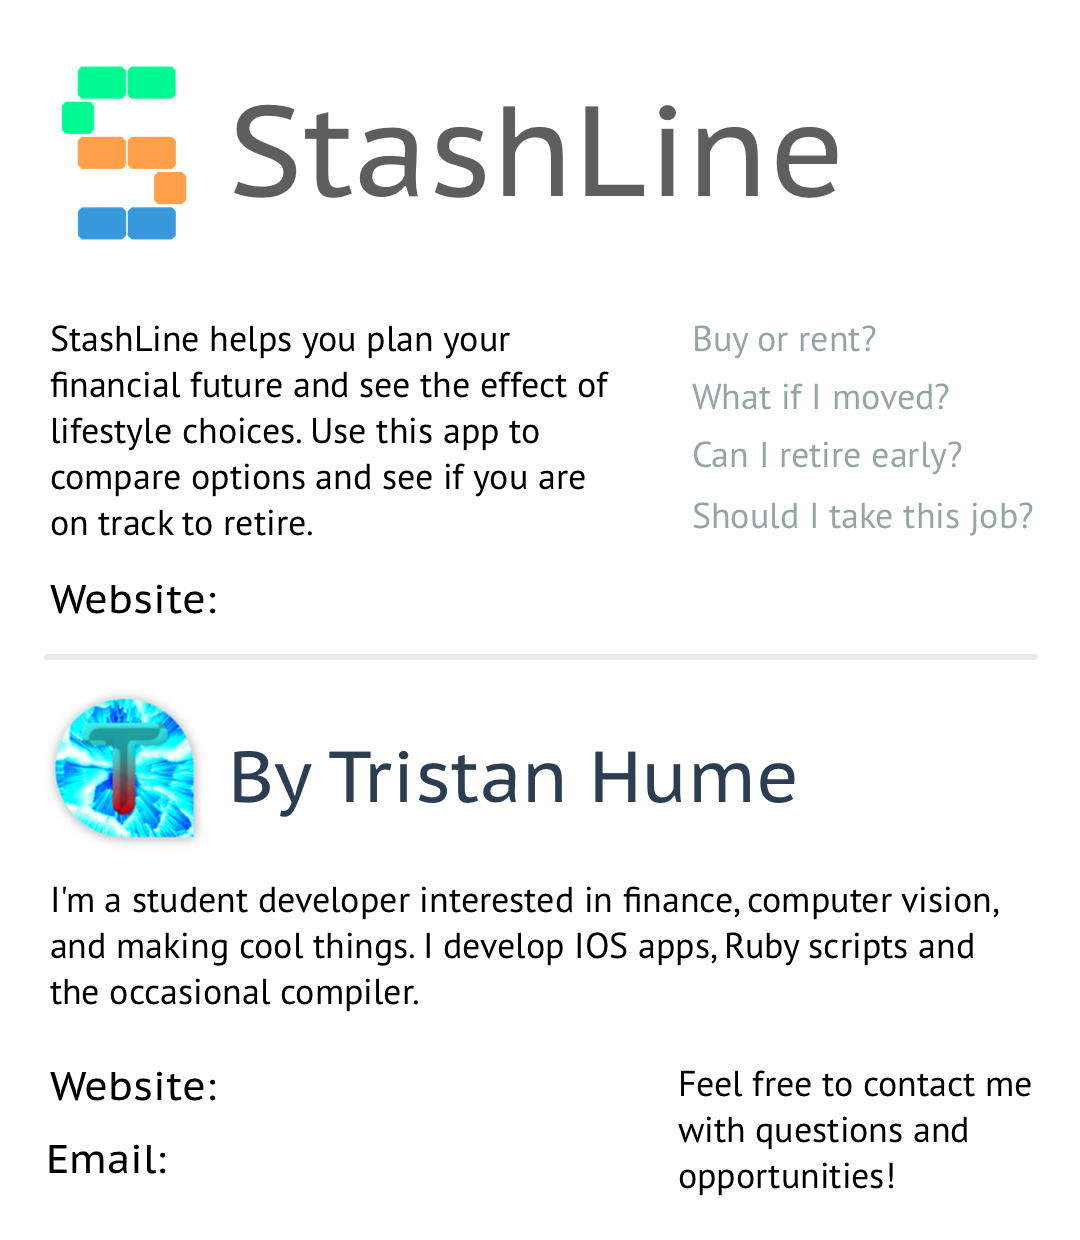 StashLine
StashLine helps you plan your
financial future and see the effect of
lifestyle choices. Use this app to
compare options and see if you are
on track to retire.
Buy or rent?
What if I moved?
Can I retire early?
Should I take this job?
Website:
T
By Tristan Hume
I'm a student developer interested in finance, computer vision,
and making cool things. I develop IOS apps, Ruby scripts and
the occasional compiler.
Website:
Email:
Feel free to contact me
with questions and
opportunities!